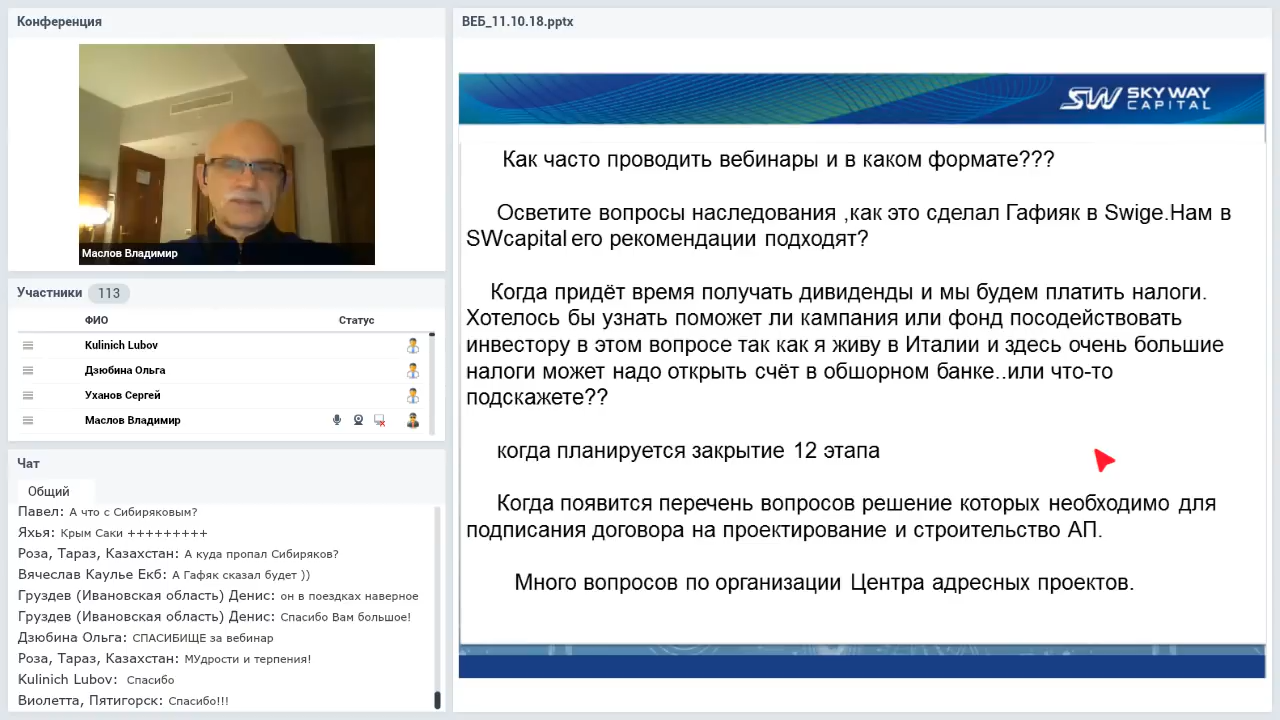 Конференция
Маслов Владимир
Участники 113
ФИО Статус
Kulinich Lubov
Дзюбина Ольга
Уханов Сергей
Маслов Владимир
Чат
Общий
Павел: А что с Сибиряковым?
Яхья: Крым Саки +++++++++
Роза, Тараз, Казахстан: А куда пропал Сибиряков?
Вячеслав Каулье Екб: А Гафяк сказал будет ))
Груздев (Ивановская область) Денис: он в поездках наверное
Груздев (Ивановская область) Денис: Спасибо Вам большое!
Дзюбина Ольга: СПАСИБИЩЕ за вебинар
Роза, Тараз, Казахстан: МУдрости и терпения!
Kulinich Lubov: Спасибо
Виолетта, Пятигорск: Спасибо!!!
ВЕБ_11.10.18.pptx
SW SKY WAY
CAPITAL
Как часто проводить вебинары и в каком формате???
Осветите вопросы наследования ,как это сделал Гафияк в Swige.Нам в
SWcapital его рекомендации подходят?
Когда придёт время получать дивиденды и мы будем платить налоги.
Хотелось бы узнать поможет ли кампания или фонд посодействовать
инвестору в этом вопросе так как я живу в Италии и здесь очень большие
налоги может надо открыть счёт в обшорном банке..или что-то
подскажете??
когда планируется закрытие 12 этапа
Когда появится перечень вопросов решение которых необходимо для
подписания договора на проектирование и строительство АП.
Много вопросов по организации Центра адресных проектов.